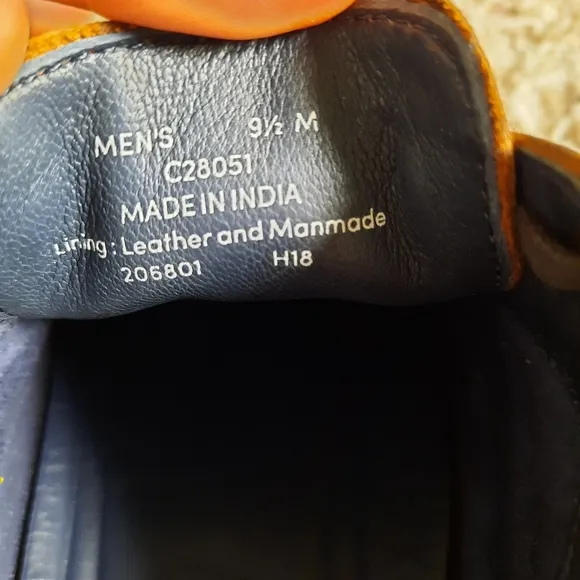 MEN'S 9½ M
C28051
MADE IN INDIA
Lining: Leather and Manmade
206801 H18